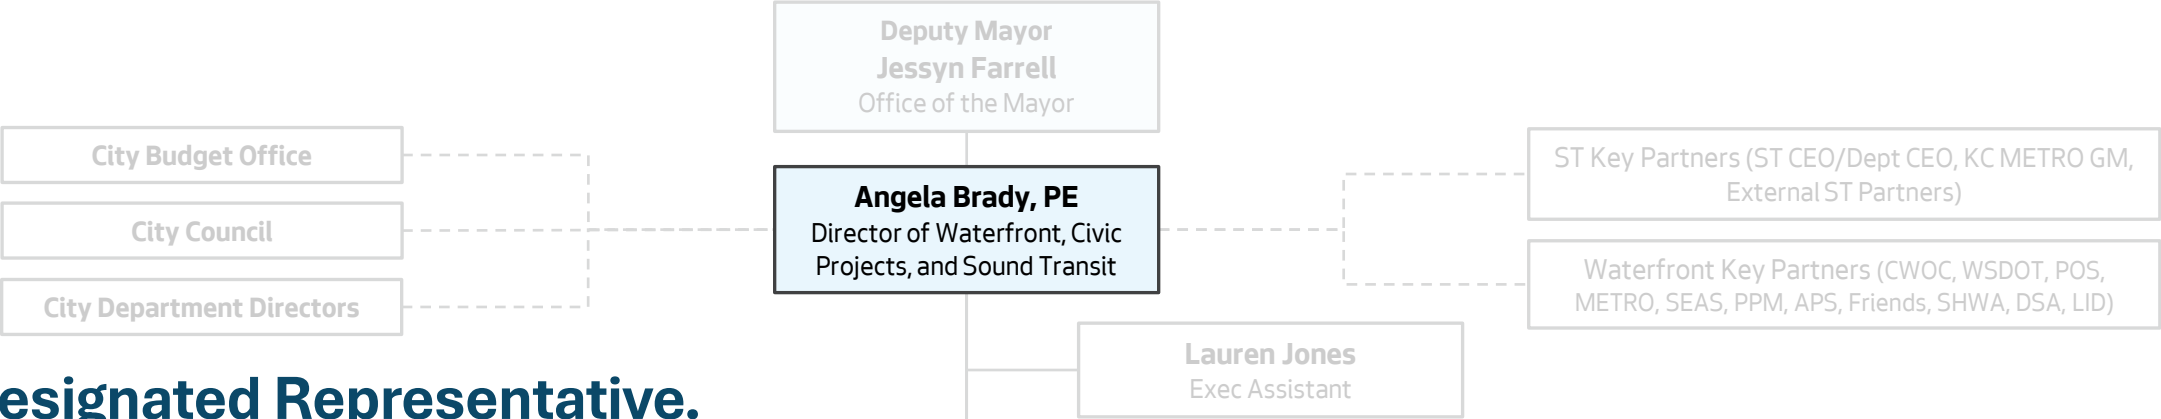 Deputy Mayor
Jessyn Farrell
Office of the Mayor
City Budget Office
City Council
City Department Directors
Angela Brady, PE
Director of Waterfront, Civic
Projects, and Sound Transit
ST Key Partners (ST CEO/Dept CEO, KC METRO GM,
External ST Partners)
Waterfront Key Partners (CWOC, WSDOT, POS,
METRO, SEAS, PPM, APS, Friends, SHWA, DSA, LID)
Lauren Jones
Exec Assistant
esignated Representative.